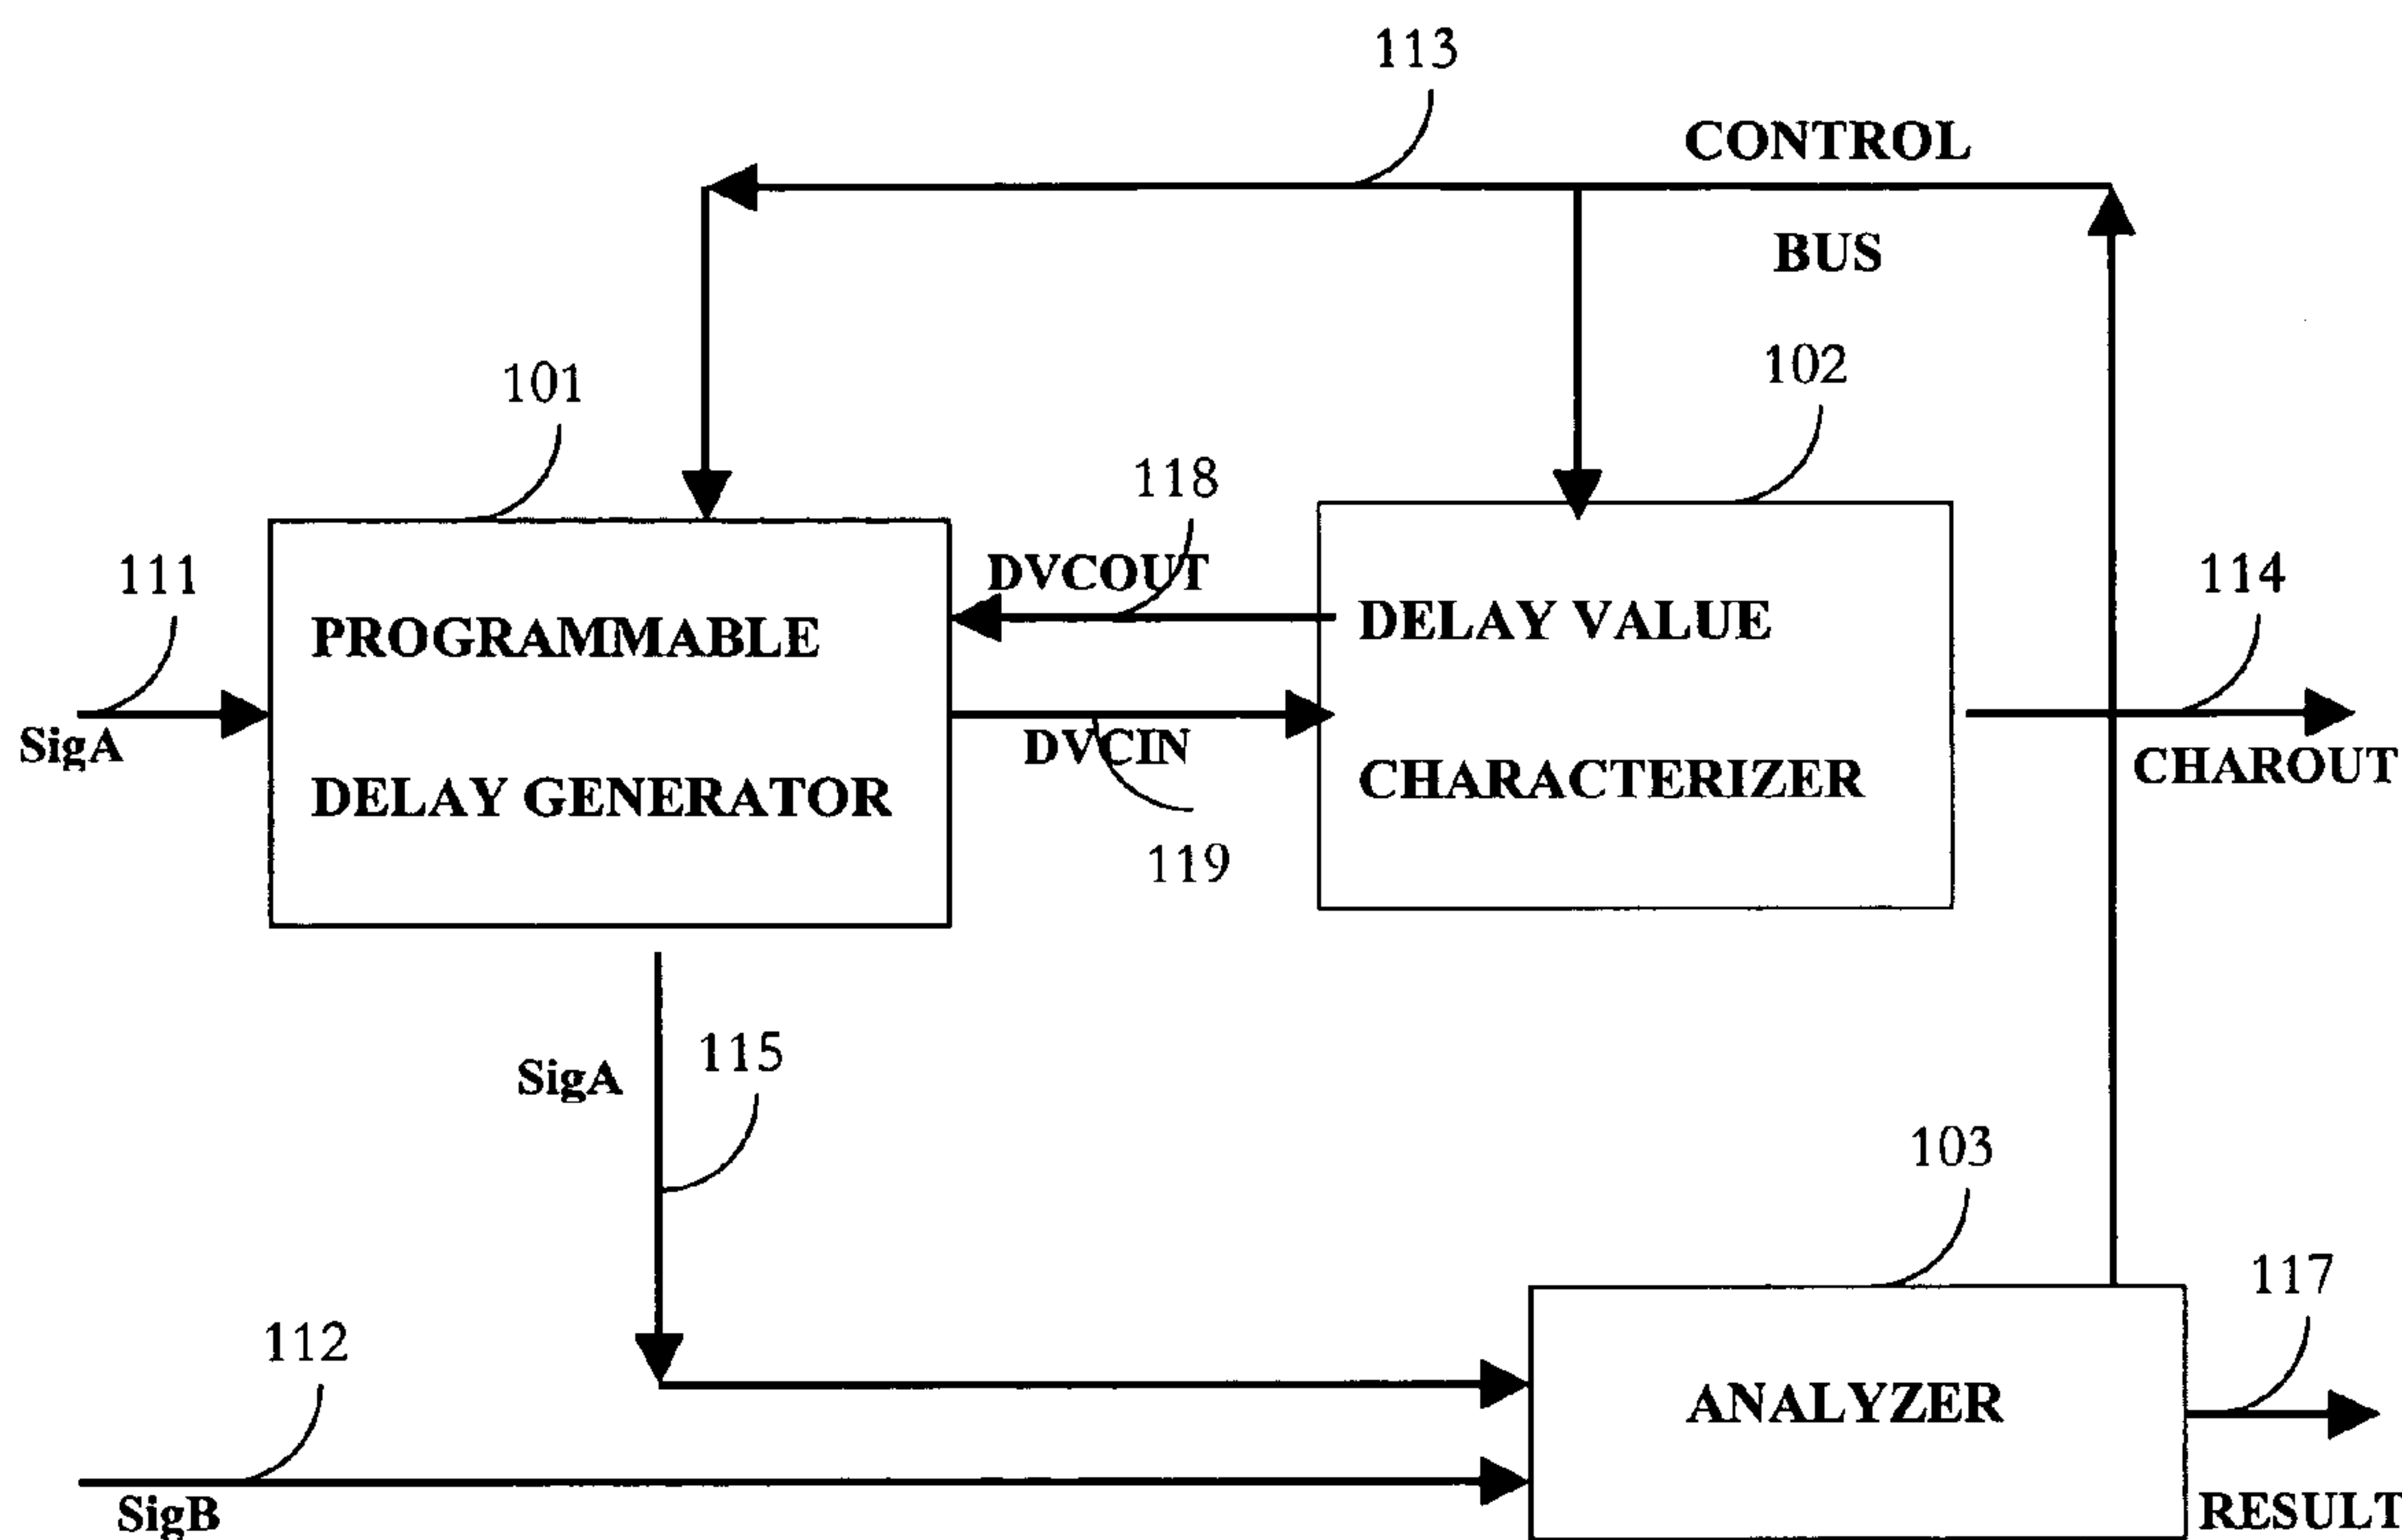 113
CONTROL
BUS
102
101
118
111
DVCOUT
114
PROGRAMMABLE
DELAY VALUE
SigA
DVCIN
CHAROUT
DELAY GENERATOR
CHARACTERIZER
119
115
SigA
103
117
112
ANALYZER
SigB
RESULT